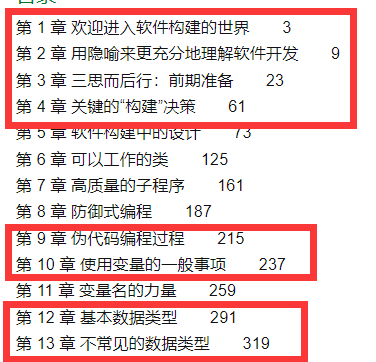 第 1 章 欢迎进入软件构建的世界 3
第 2 章 用隐喻来更充分地理解软件开发 9
第 3 章 三思而后行：前期准备 23
第 4 章 关键的“构建”决策 61
第 5 章 软件构建中的设计 73
第 6 章 可以工作的类 125
第 7 章 高质量的子程序 161
第 8 章 防御式编程 187
第 9 章 伪代码编程过程 215
第 10 章 使用变量的一般事项 237
第 11 章 变量名的力量 259
第 12 章 基本数据类型 291
第 13 章 不常见的数据类型 319